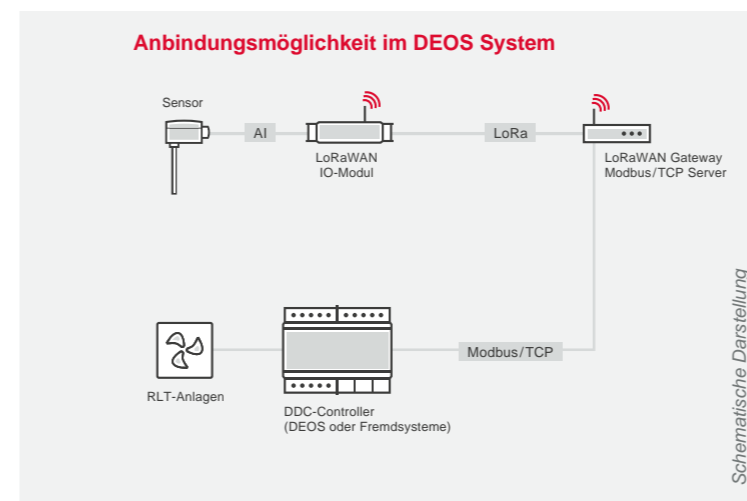 Anbindungsmöglichkeit im DEOS System
Sensor
AI
LoRaWAN
IO-Modul
LoRa
LoRaWAN Gateway
Modbus/TCP Server
RLT-Anlagen
DDC-Controller
(DEOS oder Fremdsysteme)
Modbus/TCP
Schematische Darstellung